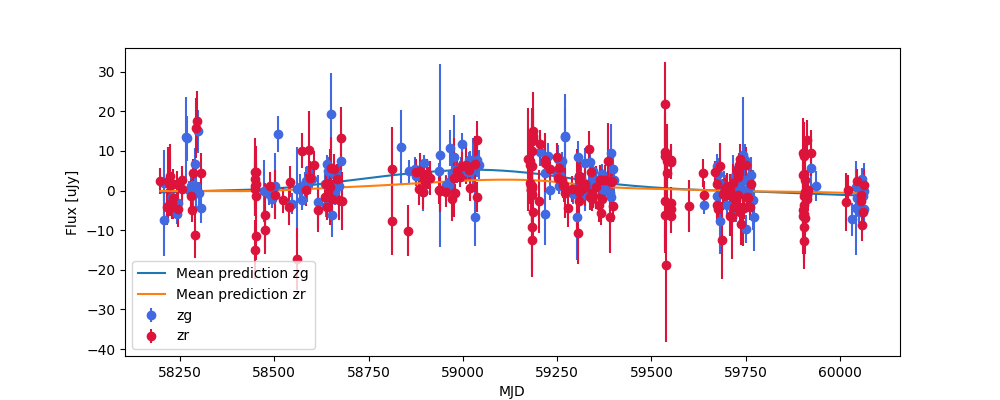 30
20
10
0
−10
−20
−30
−40
Flux [uJy]
Mean prediction zg
Mean prediction zr
zg
zr
58250 58500 58750 59000 59250 59500 59750 60000
MJD